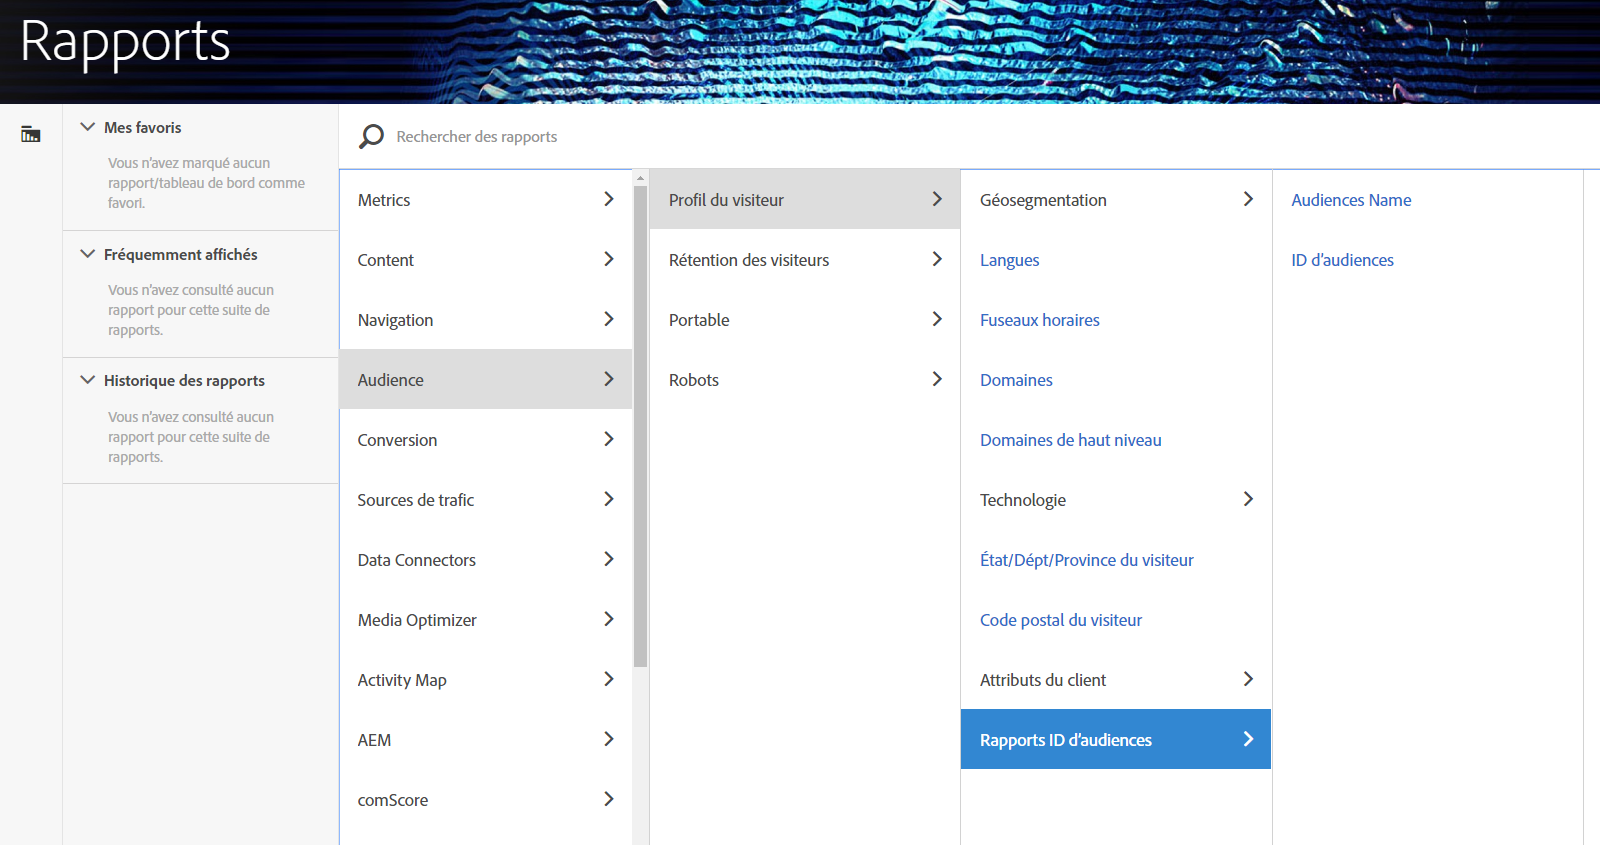 Rapports
Mes favoris
Vous n'avez marqué aucun
rapport/tableau de bord comme
favori.
Fréquemment affichés
Vous n'avez consulté aucun
rapport pour cette suite de
rapports.
Historique des rapports
Vous n'avez consulté aucun
rapport pour cette suite de
rapports.
Rechercher des rapports
Metrics
Content
Navigation
Audience
Conversion
Sources de trafic
Data Connectors
Media Optimizer
Activity Map
AEM
comScore
Profil du visiteur
Rétention des visiteurs
Portable
Robots
Géosegmentation
Langues
Fuseaux horaires
Domaines
Domaines de haut niveau
Technologie
État/Dépt/Province du visiteur
Code postal du visiteur
Attributs du client
Rapports ID d'audiences
Audiences Name
ID d'audiences